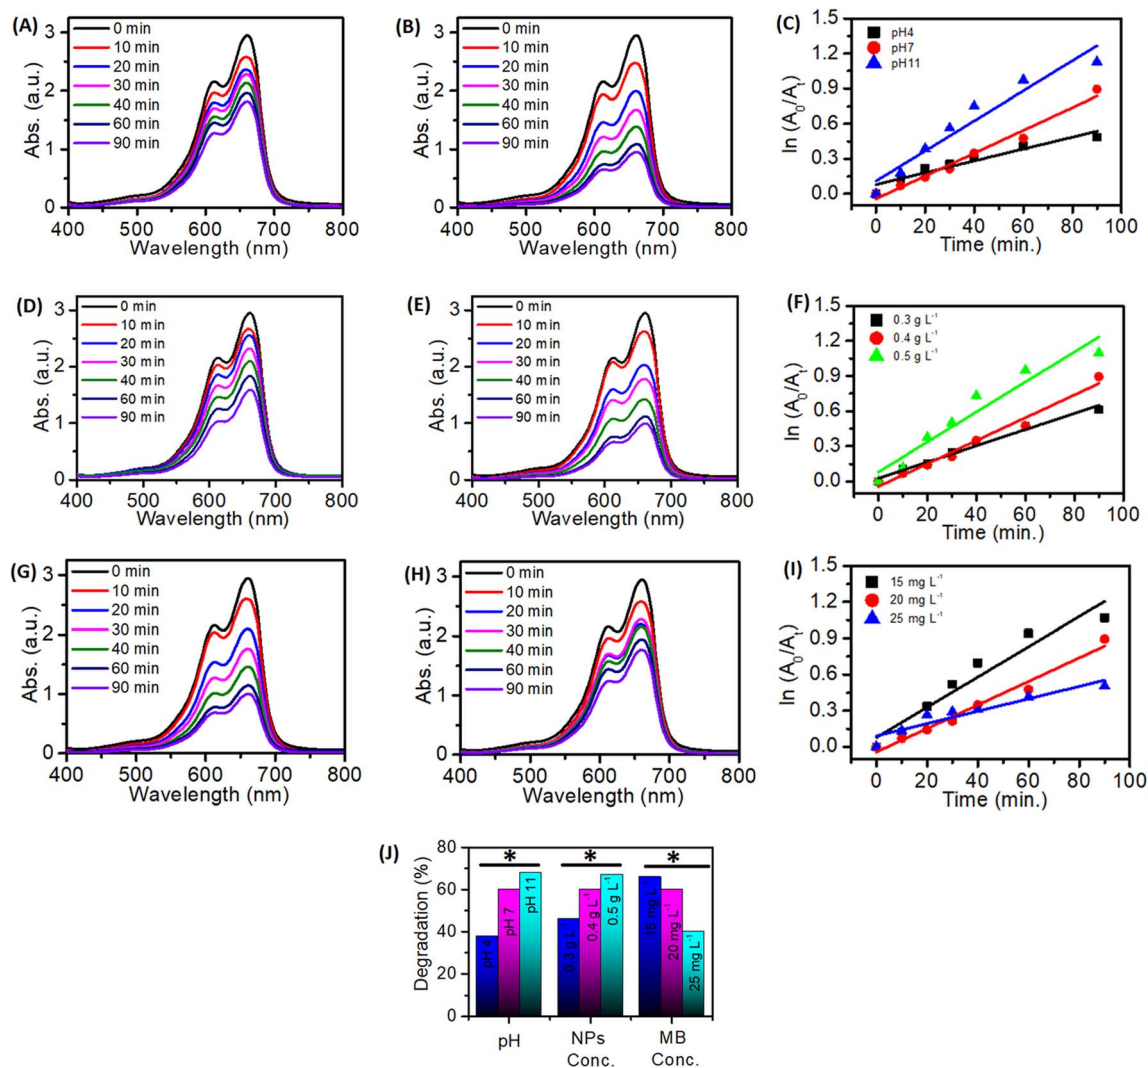 (A)
3
2
1
0
Abs. (a.u.)
0 min
10 min
20 min
30 min
40 min
60 min
90 min
400 500 600 700 800
Wavelength (nm)
(B)
3
2
1
0
Abs. (a.u.)
0 min
10 min
20 min
30 min
40 min
60 min
90 min
400 500 600 700 800
Wavelength (nm)
(C)
1.5
1.2
0.9
0.6
0.3
0.0
ln (A0/At)
pH4
pH7
pH11
0 20 40 60 80 100
Time (min.)
(D)
3
2
1
0
Abs. (a.u.)
0 min
10 min
20 min
30 min
40 min
60 min
90 min
400 500 600 700 800
Wavelength (nm)
(E)
3
2
1
0
Abs. (a.u.)
0 min
10 min
20 min
30 min
40 min
60 min
90 min
400 500 600 700 800
Wavelength (nm)
(F)
1.5
1.2
0.9
0.6
0.3
0.0
ln (A0/At)
0.3 g L-1
0.4 g L-1
0.5 g L-1
0 20 40 60 80 100
Time (min.)
(G)
3
2
1
0
Abs. (a.u.)
0 min
10 min
20 min
30 min
40 min
60 min
90 min
400 500 600 700 800
Wavelength (nm)
(H)
3
2
1
0
Abs. (a.u.)
0 min
10 min
20 min
30 min
40 min
60 min
90 min
400 500 600 700 800
Wavelength (nm)
(I)
1.5
1.2
0.9
0.6
0.3
0.0
ln (A0/At)
15 mg L-1
20 mg L-1
25 mg L-1
0 20 40 60 80 100
Time (min.)
(J)
80
60
40
20
0
Degradation (%)
* * *
pH 4
pH 7
pH 11
0.3 g L-1
0.4 g L-1
0.5 g L-1
15 mg L-1
20 mg L-1
25 mg L-1
pH
NPs
Conc.
MB
Conc.